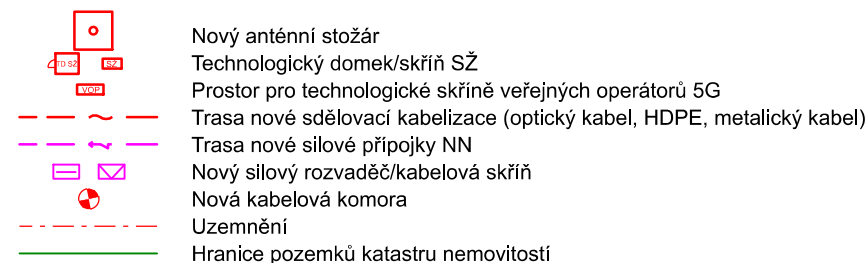 Nový anténní stožár
TD SŽ SŽ Technologický domek/skříň SŽ
VOP Prostor pro technologické skříně veřejných operátorů 5G
Trasa nové sdělovací kabelizace (optický kabel, HDPE, metalický kabel)
Trasa nové silové přípojky NN
Nový silový rozvaděč/kabelová skříň
Nová kabelová komora
Uzemnění
Hranice pozemků katastru nemovitostí